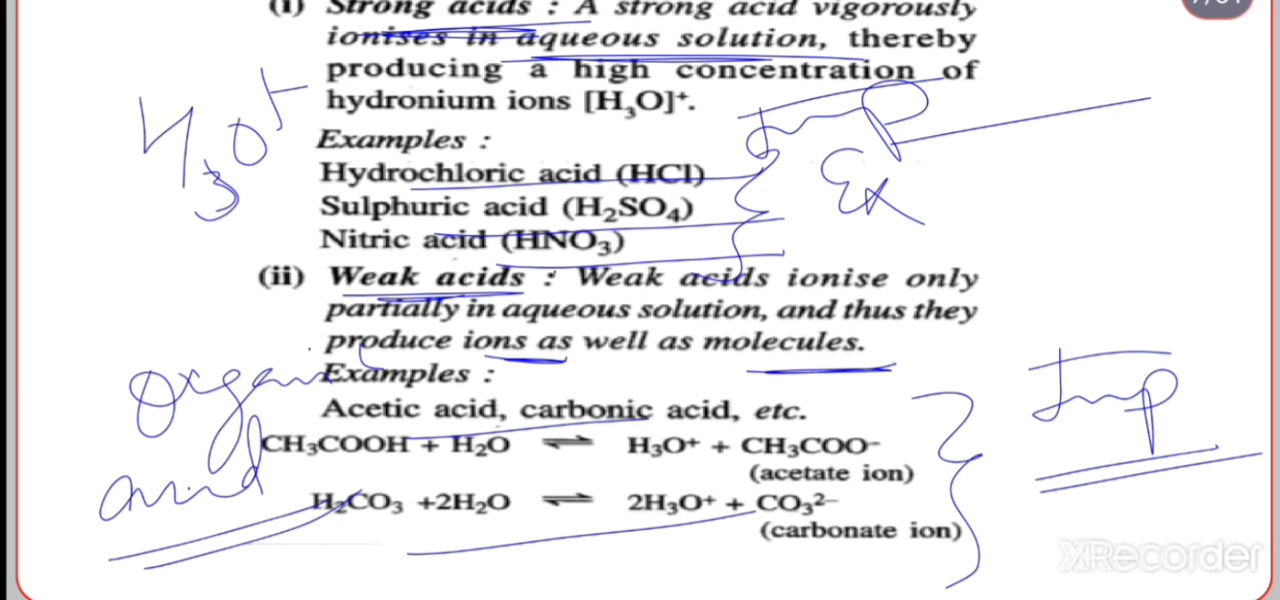 (i) Strong acids : A strong acid vigorously
ionises in aqueous solution, thereby
producing a high concentration of
hydronium ions [H₃O]⁺.
H₃O⁺
Imp
Examples :
Hydrochloric acid (HCl)
Ex
Sulphuric acid (H₂SO₄)
Nitric acid (HNO₃)
(ii) Weak acids : Weak acids ionise only
partially in aqueous solution, and thus they
produce ions as well as molecules.
Organi
acid
Examples :
Imp
Acetic acid, carbonic acid, etc.
CH₃COOH + H₂O ⇌ H₃O⁺ + CH₃COO⁻
(acetate ion)
H₂CO₃ +2H₂O ⇌ 2H₃O⁺ + CO₃²⁻
(carbonate ion)
XRecorder